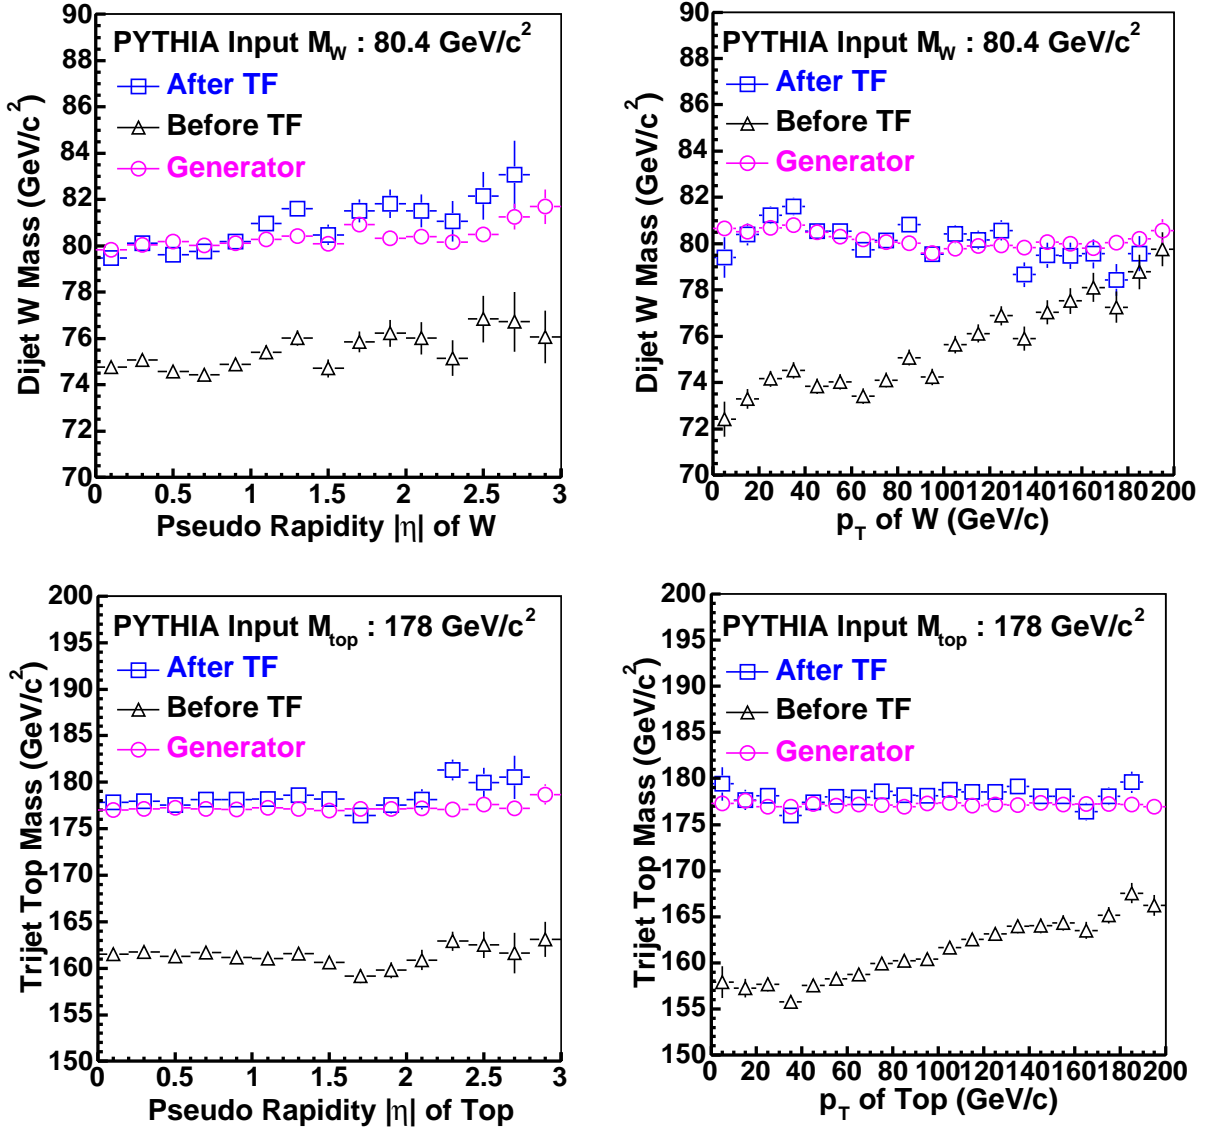 90
88
86
84
82
80
78
76
74
72
70
Dijet W Mass (GeV/c²)
PYTHIA Input M_W : 80.4 GeV/c²
After TF
Before TF
Generator
0 0.5 1 1.5 2 2.5 3
Pseudo Rapidity |η| of W
90
88
86
84
82
80
78
76
74
72
70
Dijet W Mass (GeV/c²)
PYTHIA Input M_W : 80.4 GeV/c²
After TF
Before TF
Generator
0 20 40 60 80 100 120 140 160 180 200
p_T of W (GeV/c)
200
195
190
185
180
175
170
165
160
155
150
Trijet Top Mass (GeV/c²)
PYTHIA Input M_top : 178 GeV/c²
After TF
Before TF
Generator
0 0.5 1 1.5 2 2.5 3
Pseudo Rapidity |η| of Top
200
195
190
185
180
175
170
165
160
155
150
Trijet Top Mass (GeV/c²)
PYTHIA Input M_top : 178 GeV/c²
After TF
Before TF
Generator
0 20 40 60 80 100 120 140 160 180 200
p_T of Top (GeV/c)